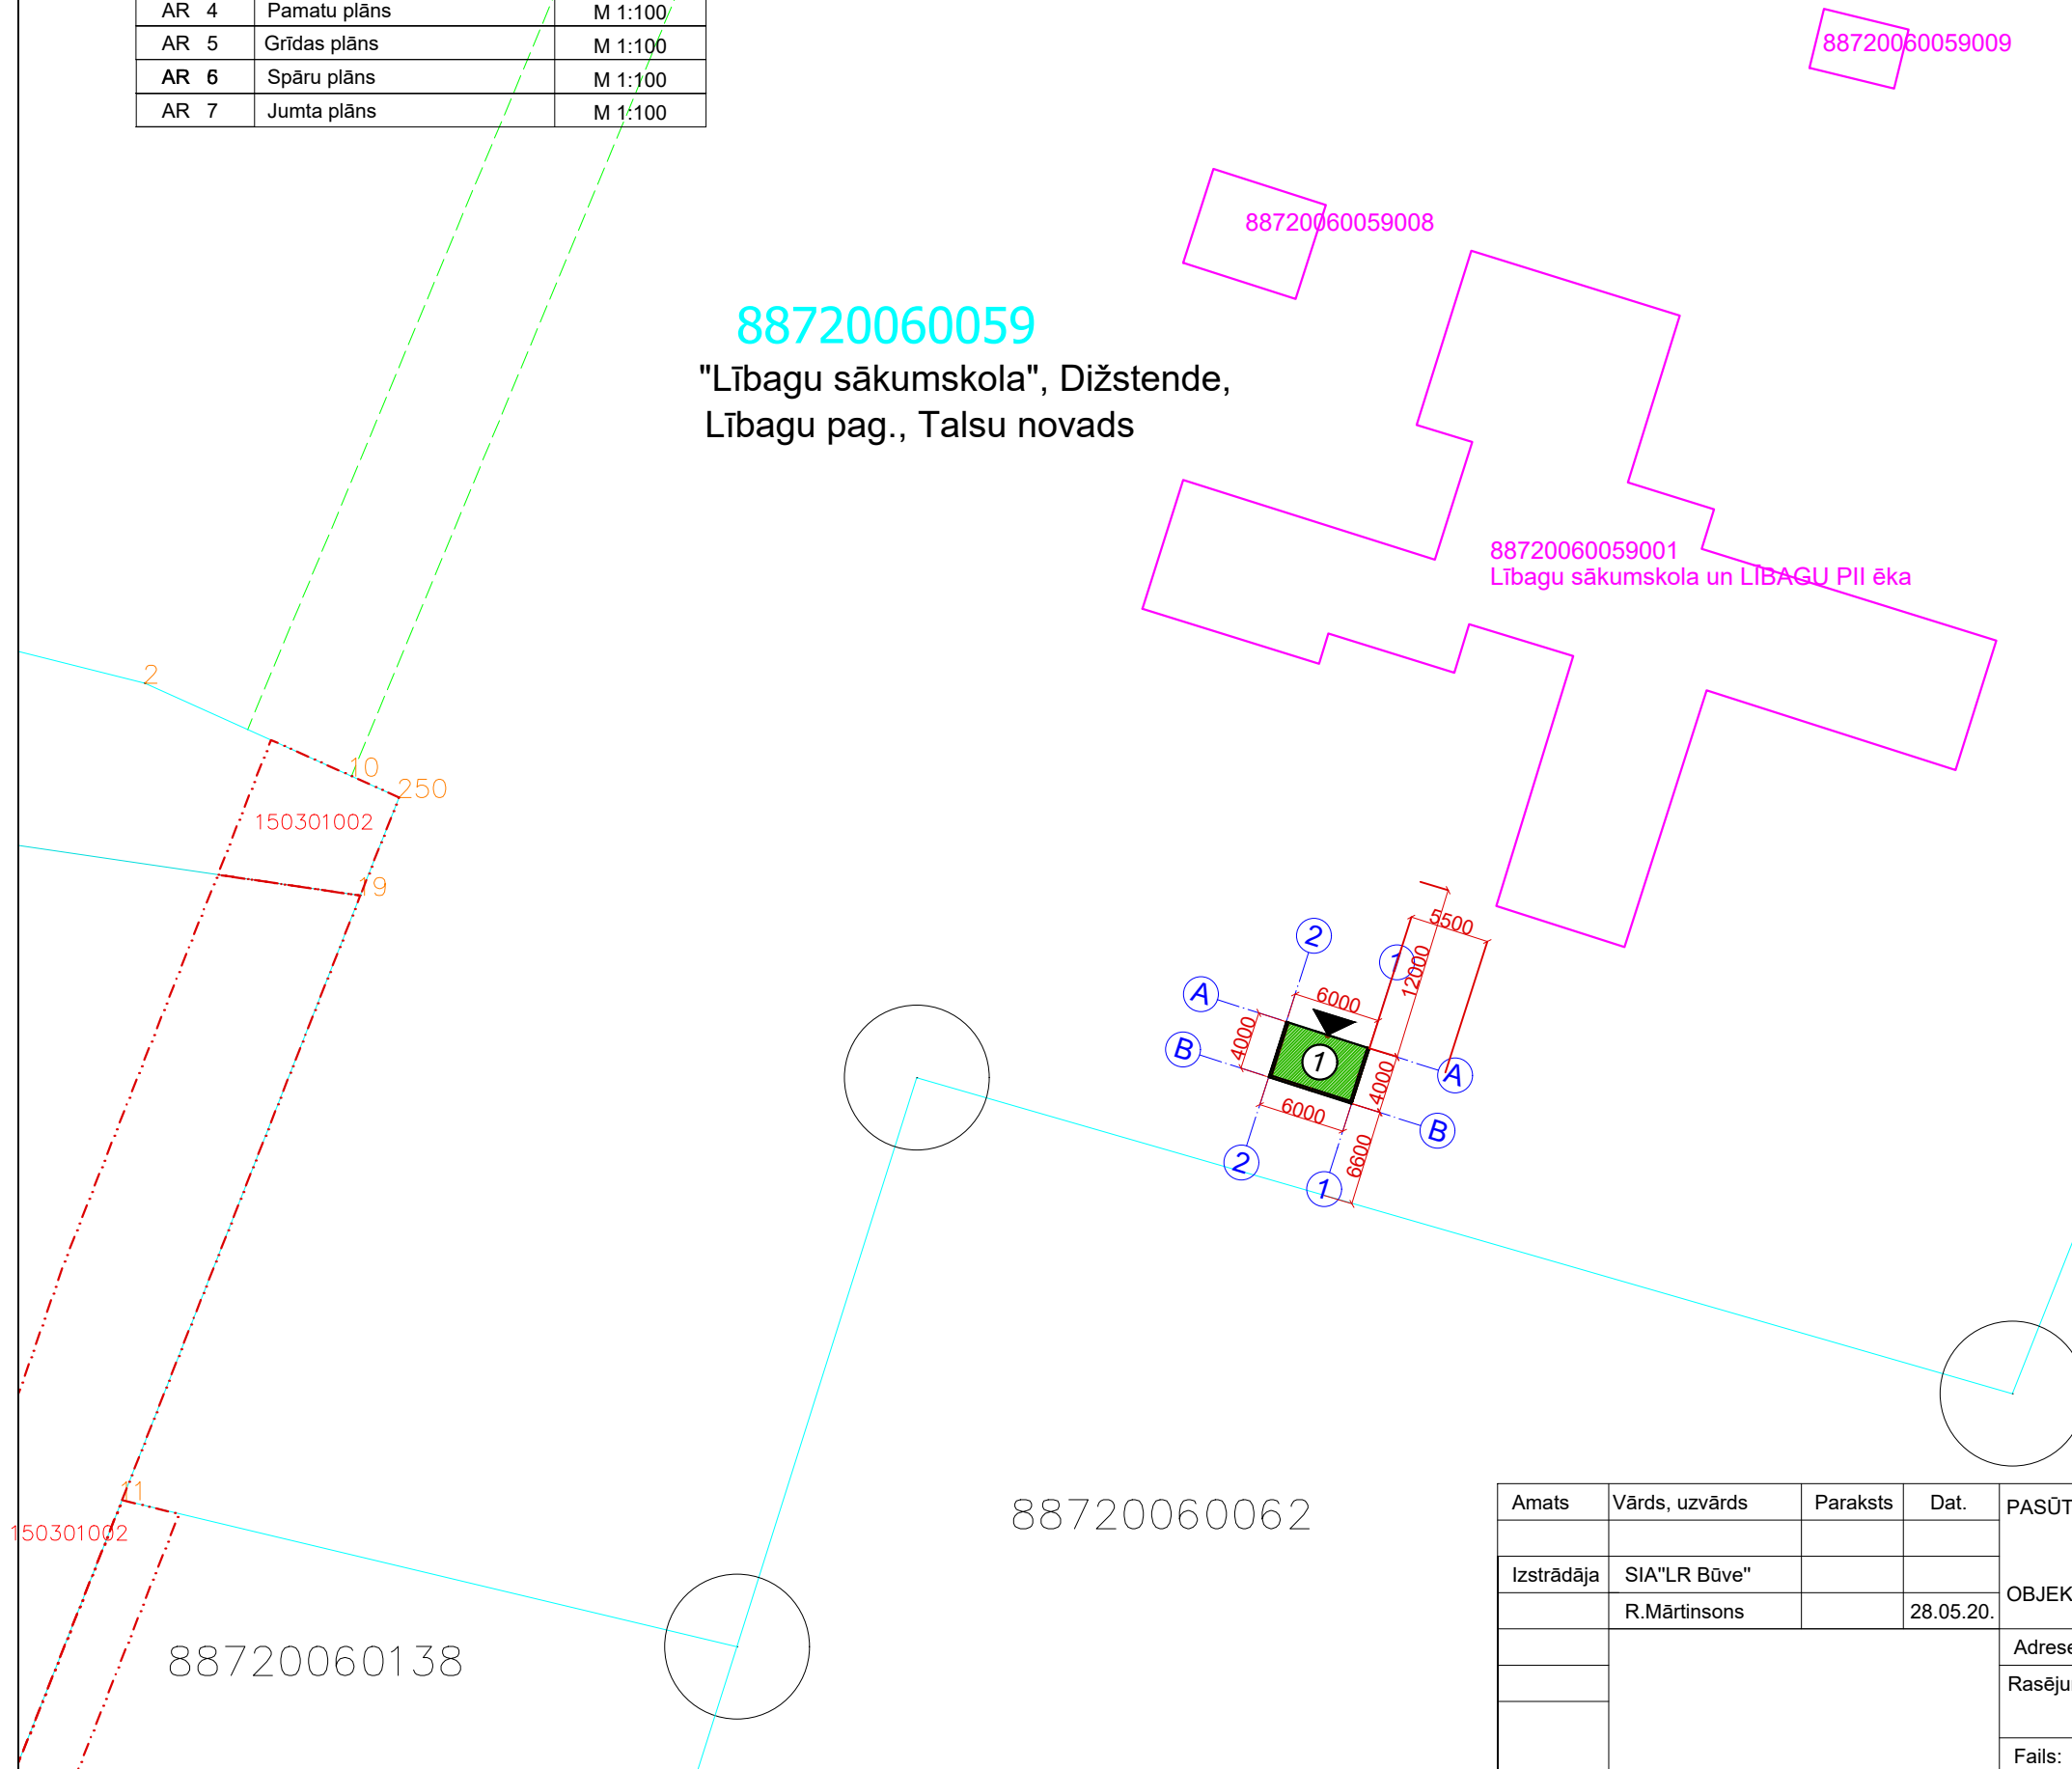 AR 4 Pamatu plāns M 1:100
AR 5 Grīdas plāns M 1:100
AR 6 Spāru plāns M 1:100
AR 7 Jumta plāns M 1:100
88720060059009
88720060059008
88720060059
"Lībagu sākumskola", Dižstende,
Lībagu pag., Talsu novads
88720060059001
Lībagu sākumskola un LĪBAGU PII ēka
2
10
250
150301002
19
5500
2
1
12000
A
6000
4000
B
1
A
4000
6000
B
6600
2
1
11
150301002
88720060062
88720060138
Amats Vārds, uzvārds Paraksts Dat. PASŪT
Izstrādāja SIA"LR Būve"
OBJEK
R.Mārtinsons 28.05.20.
Adrese
Rasēju
Fails: